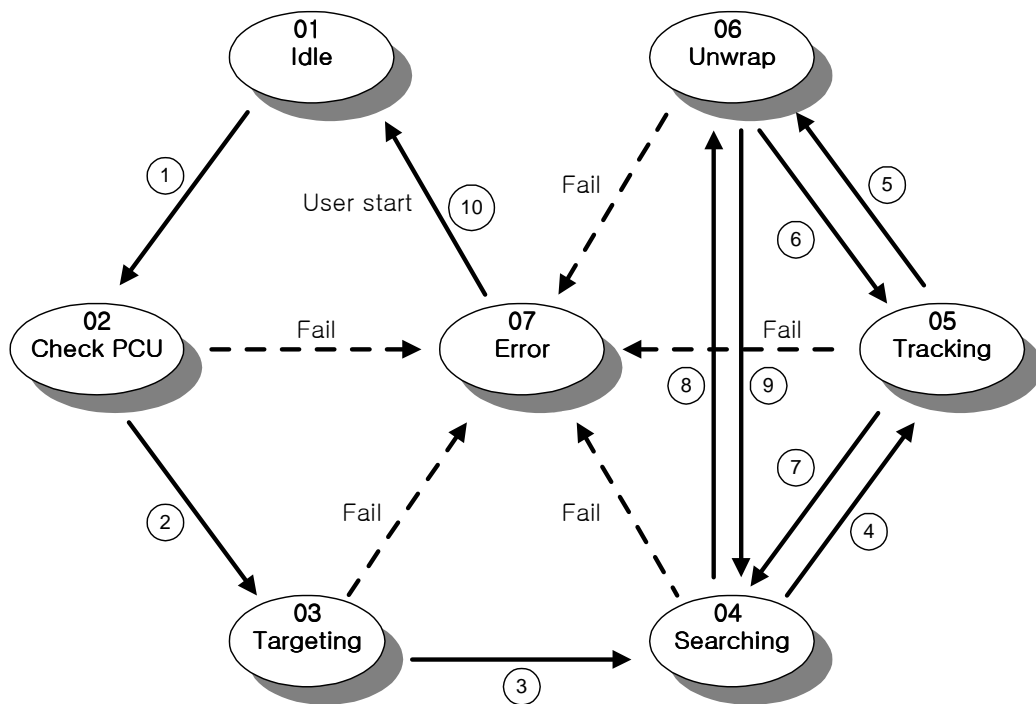 01
Idle
06
Unwrap
1
Fail
5
User start
10
6
02
Check PCU
Fail
07
Error
Fail
05
Tracking
8
9
7
2
Fail
Fail
4
03
Targeting
04
Searching
3